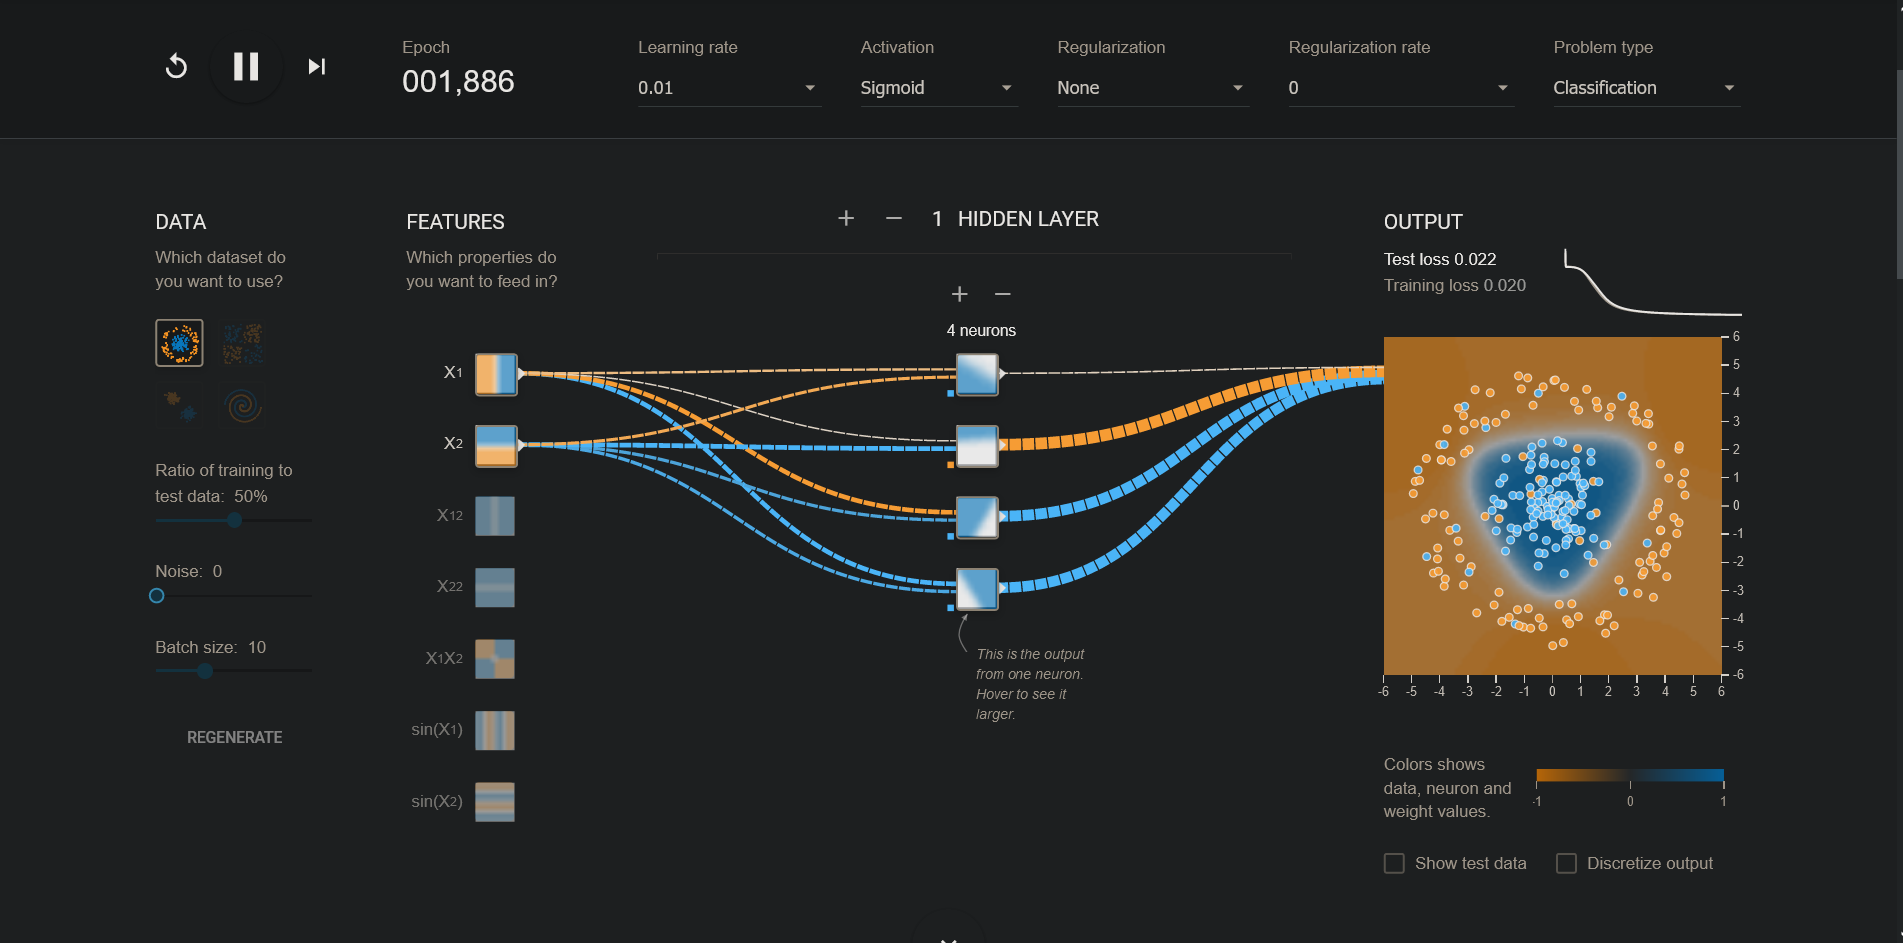 Epoch
001,886
Learning rate
0.01
Activation
Sigmoid
Regularization
None
Regularization rate
0
Problem type
Classification
DATA
Which dataset do
you want to use?
Ratio of training to
test data: 50%
Noise: 0
Batch size: 10
REGENERATE
FEATURES
Which properties do
you want to feed in?
X1
X2
X12
X22
X1X2
sin(X1)
sin(X2)
+ − 1 HIDDEN LAYER
+ −
4 neurons
This is the output
from one neuron.
Hover to see it
larger.
OUTPUT
Test loss 0.022
Training loss 0.020
6
5
4
3
2
1
0
-1
-2
-3
-4
-5
-6
-6 -5 -4 -3 -2 -1 0 1 2 3 4 5 6
Colors shows
data, neuron and
weight values.
-1 0 1
Show test data
Discretize output